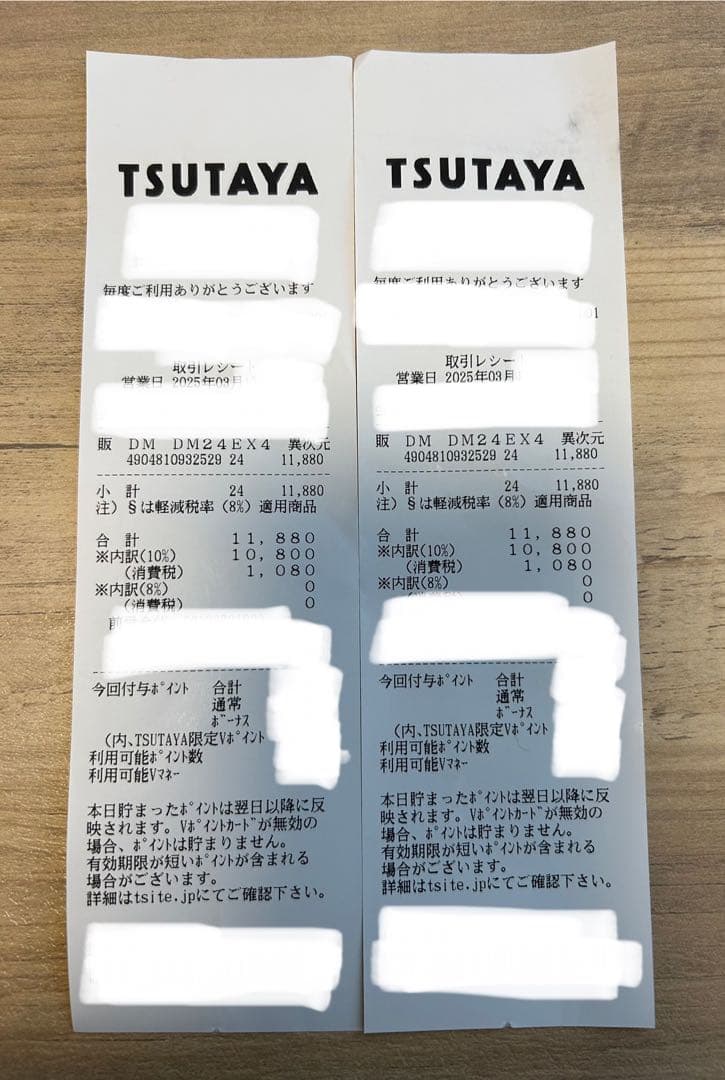 TSUTAYA
毎度ご利用ありがとうございます
取引レシート
営業日 2025年03月
販 DM DM24EX4 異次元
4904810932529 24 11,880
小 計 24 11,880
注) §は軽減税率 (8%) 適用商品
合 計 11,880
※内訳(10%) 10,800
(消費税) 1,080
※内訳(8%) 0
(消費税) 0
今回付与ﾎﾟｲﾝﾄ 合計
通常
ﾎﾞｰﾅｽ
(内､TSUTAYA限定Vﾎﾟｲﾝﾄ
利用可能ﾎﾟｲﾝﾄ数
利用可能Vﾏﾈｰ
本日貯まったﾎﾟｲﾝﾄは翌日以降に反
映されます｡Vﾎﾟｲﾝﾄｶｰﾄﾞが無効の
場合､ﾎﾟｲﾝﾄは貯まりません｡
有効期限が短いﾎﾟｲﾝﾄが含まれる
場合がございます｡
詳細はtsite.jpにてご確認下さい｡
TSUTAYA
毎度ご利用ありがとうございます
取引レシート
営業日 2025年03月
販 DM DM24EX4 異次元
4904810932529 24 11,880
小 計 24 11,880
注) §は軽減税率 (8%) 適用商品
合 計 11,880
※内訳(10%) 10,800
(消費税) 1,080
※内訳(8%) 0
0
今回付与ﾎﾟｲﾝﾄ 合計
通常
ﾎﾞｰﾅｽ
(内､TSUTAYA限定Vﾎﾟｲﾝﾄ
利用可能ﾎﾟｲﾝﾄ数
利用可能Vﾏﾈｰ
本日貯まったﾎﾟｲﾝﾄは翌日以降に反
映されます｡Vﾎﾟｲﾝﾄｶｰﾄﾞが無効の
場合､ﾎﾟｲﾝﾄは貯まりません｡
有効期限が短いﾎﾟｲﾝﾄが含まれる
場合がございます｡
詳細はtsite.jpにてご確認下さい｡